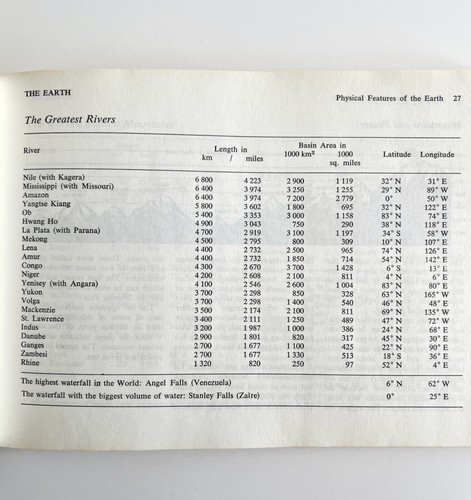 THE EARTH Physical Features of the Earth 27
The Greatest Rivers
River Length in Basin Area in Latitude Longitude
km / miles 1000 km² 1000
sq. miles
Nile (with Kagera) 6 800 4 223 2 900 1 119 32° N 31° E
Mississippi (with Missouri) 6 400 3 974 3 250 1 255 29° N 89° W
Amazon 6 400 3 974 7 200 2 779 0° 50° W
Yangtse Kiang 5 800 3 602 1 800 695 32° N 122° E
Ob 5 400 3 353 3 000 1 158 83° N 74° E
Hwang Ho 4 900 3 043 750 290 38° N 118° E
La Plata (with Parana) 4 700 2 919 3 100 1 197 34° S 58° W
Mekong 4 500 2 795 800 309 10° N 107° E
Lena 4 400 2 732 2 500 965 74° N 126° E
Amur 4 400 2 732 1 850 714 54° N 142° E
Congo 4 300 2 670 3 700 1 428 6° S 13° E
Niger 4 200 2 608 2 100 811 4° N 6° E
Yenisey (with Angara) 4 100 2 546 2 600 1 004 83° N 80° E
Yukon 3 700 2 298 850 328 63° N 165° W
Volga 3 700 2 298 1 400 540 46° N 48° E
Mackenzie 3 500 2 174 2 100 811 69° N 135° W
St. Lawrence 3 400 2 111 1 250 489 47° N 72° W
Indus 3 200 1 987 1 000 386 24° N 68° E
Danube 2 900 1 801 820 317 45° N 30° E
Ganges 2 700 1 677 1 100 425 22° N 90° E
Zambesi 2 700 1 677 1 330 513 18° S 36° E
Rhine 1 320 820 250 97 52° N 4° E
The highest waterfall in the World: Angel Falls (Venezuela) 6° N 62° W
The waterfall with the biggest volume of water: Stanley Falls (Zaïre) 0° 25° E